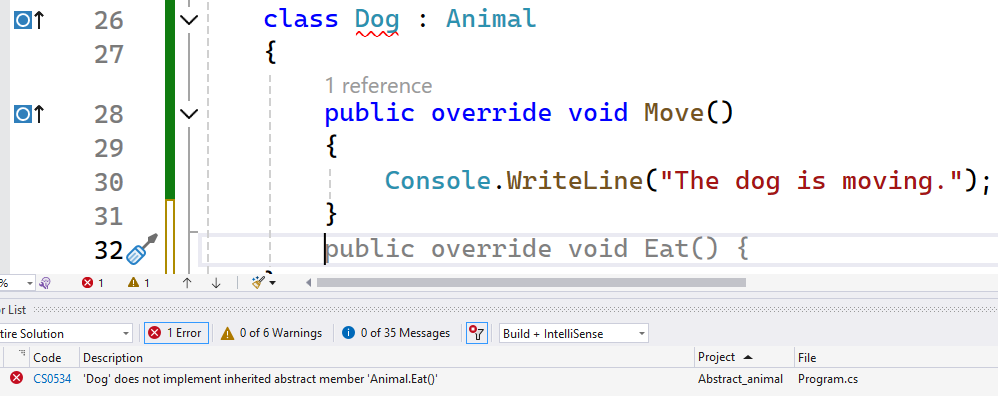 26 class Dog : Animal
27 {
1 reference
28 public override void Move()
29 {
30 Console.WriteLine("The dog is moving.");
31 }
32 public override void Eat() {
% 1 1
r List
tire Solution 1 Error 0 of 6 Warnings 0 of 35 Messages Build + IntelliSense
Code Description Project File
CS0534 'Dog' does not implement inherited abstract member 'Animal.Eat()' Abstract_animal Program.cs